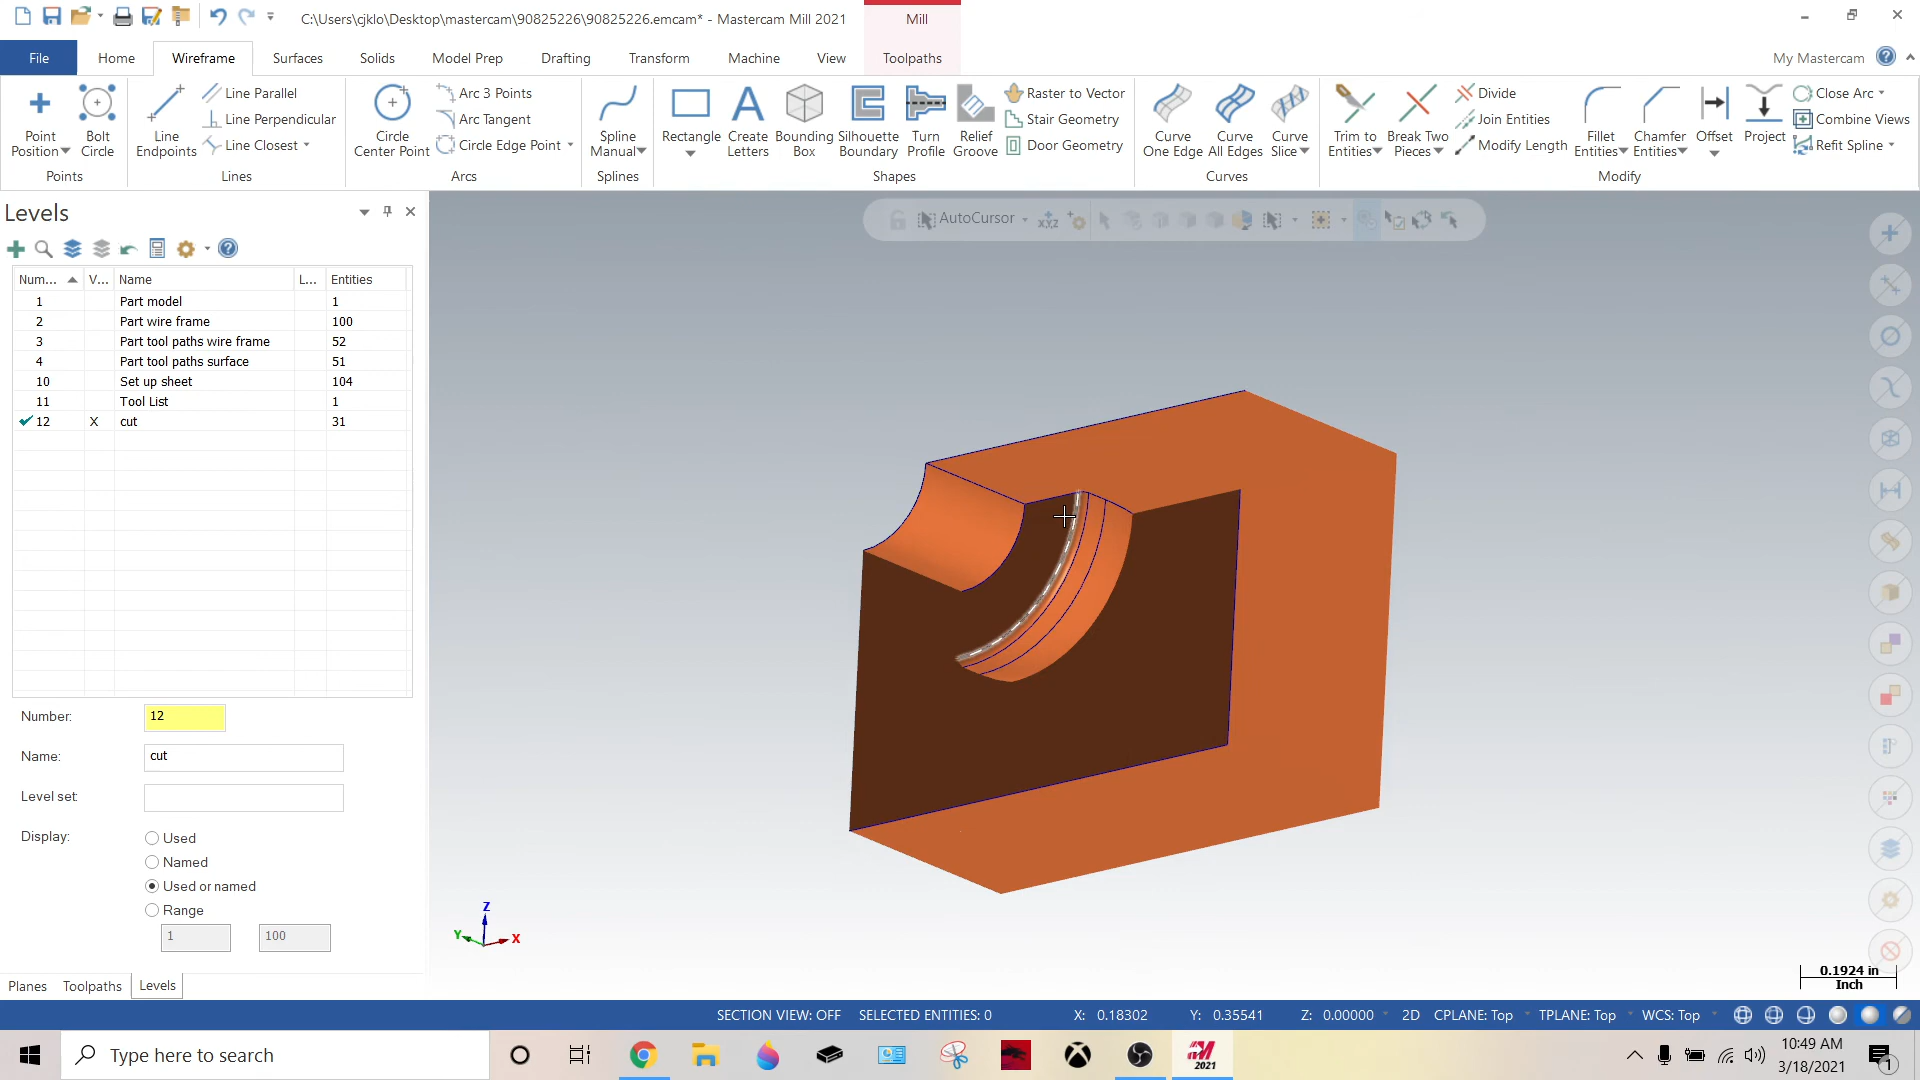 C:\Users\cjklo\Desktop\mastercam\90825226\90825226.emcam* - Mastercam Mill 2021
Mill
File
Home
Wireframe
Surfaces
Solids
Model Prep
Drafting
Transform
Machine
View
Toolpaths
My Mastercam
Point Position
Bolt Circle
Points
Line Endpoints
Line Parallel
Line Perpendicular
Line Closest
Lines
Circle Center Point
Arc 3 Points
Arc Tangent
Circle Edge Point
Arcs
Spline Manual
Splines
Rectangle
Create Letters
Bounding Box
Silhouette Boundary
Turn Profile
Relief Groove
Raster to Vector
Stair Geometry
Door Geometry
Shapes
Curve One Edge
Curve All Edges
Curve Slice
Curves
Trim to Entities
Break Two Pieces
Divide
Join Entities
Modify Length
Fillet Entities
Chamfer Entities
Offset
Project
Close Arc
Combine Views
Refit Spline
Modify
AutoCursor
Levels
Num... V... Name L... Entities
1 Part model 1
2 Part wire frame 100
3 Part tool paths wire frame 52
4 Part tool paths surface 51
10 Set up sheet 104
11 Tool List 1
12 X cut 31
Number: 12
Name: cut
Level set:
Display:
Used
Named
Used or named
Range
1 100
Planes Toolpaths Levels
Z
Y
X
0.1924 in
Inch
SECTION VIEW: OFF SELECTED ENTITIES: 0 X: 0.18302 Y: 0.35541 Z: 0.00000 2D CPLANE: Top TPLANE: Top WCS: Top
Type here to search
2021
10:49 AM
3/18/2021
1